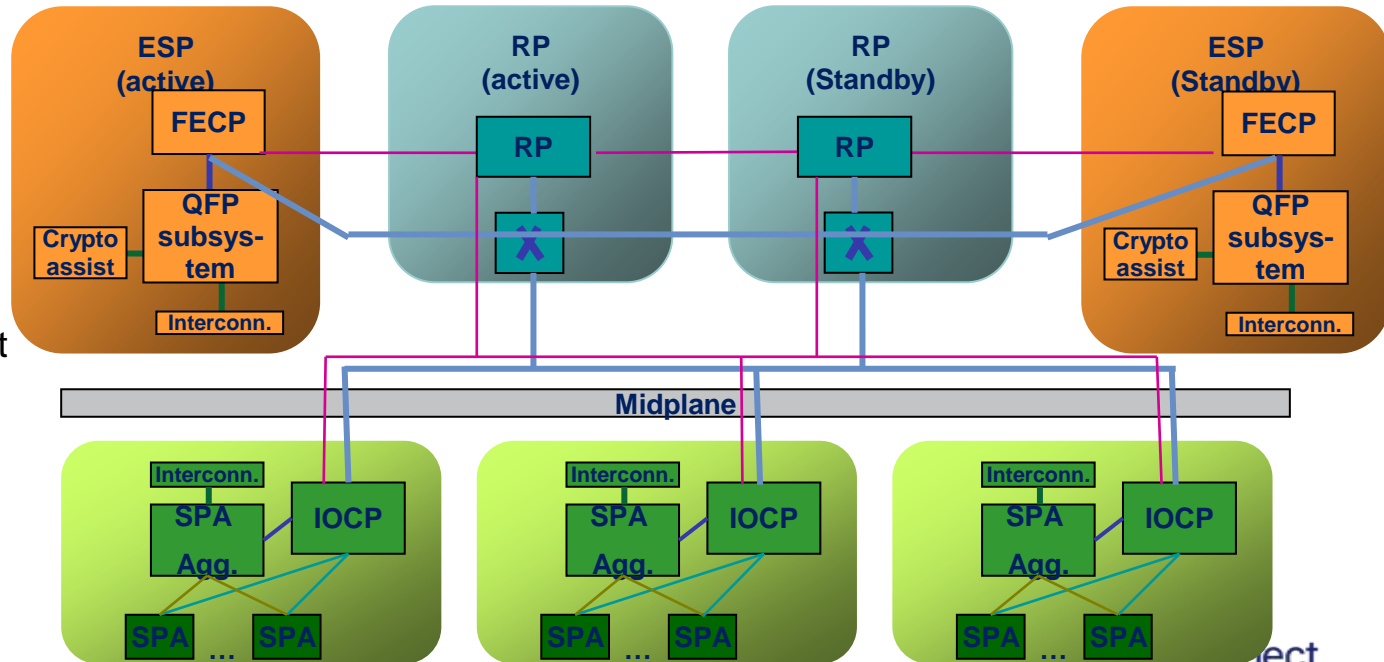 ESP
(active)
RP
(active)
RP
(Standby)
ESP
(Standby)
FECP
RP
RP
FECP
QFP
subsys-
tem
Crypto
assist
Interconn.
X
X
QFP
subsys-
tem
Crypto
assist
Interconn.
t
Midplane
Interconn.
SPA
Agg.
IOCP
SPA
...
SPA
Interconn.
SPA
Agg.
IOCP
SPA
...
SPA
Interconn.
SPA
Agg.
IOCP
SPA
...
SPA
ject